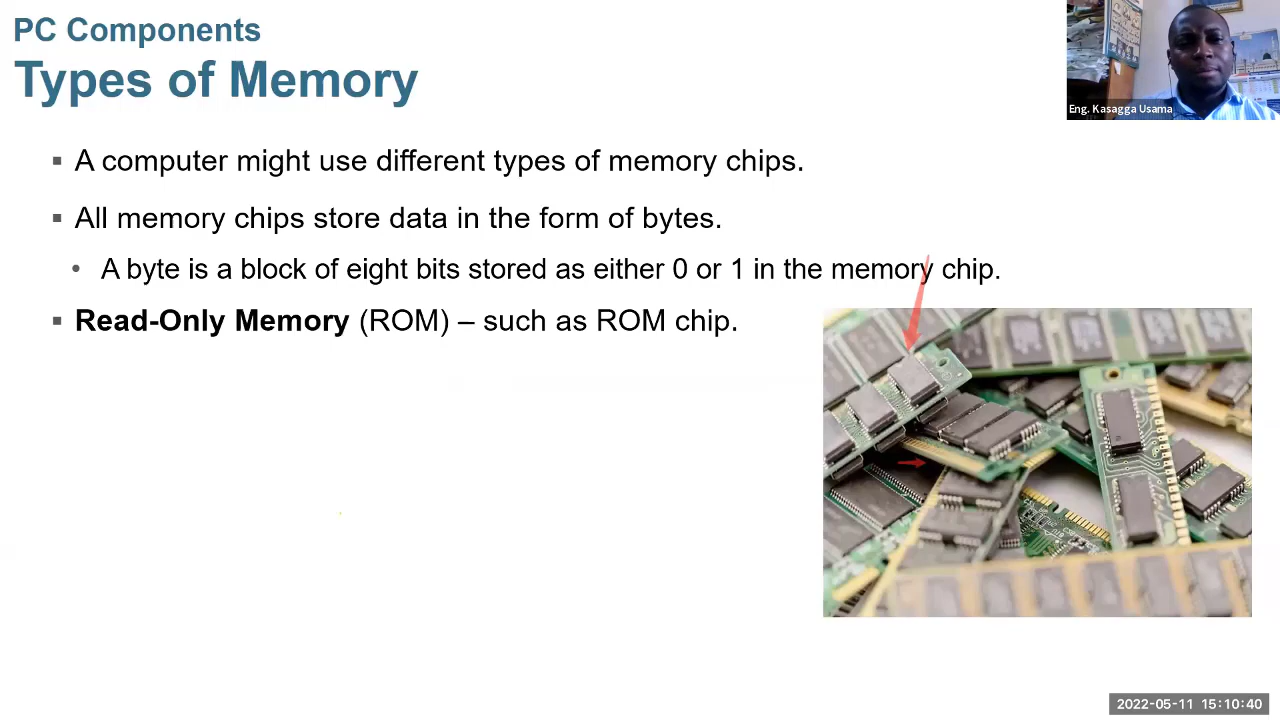 PC Components
Types of Memory
Eng. Kasagga Usama
▪ A computer might use different types of memory chips.
▪ All memory chips store data in the form of bytes.
• A byte is a block of eight bits stored as either 0 or 1 in the memory chip.
▪ Read-Only Memory (ROM) – such as ROM chip.
2022-05-11 15:10:40